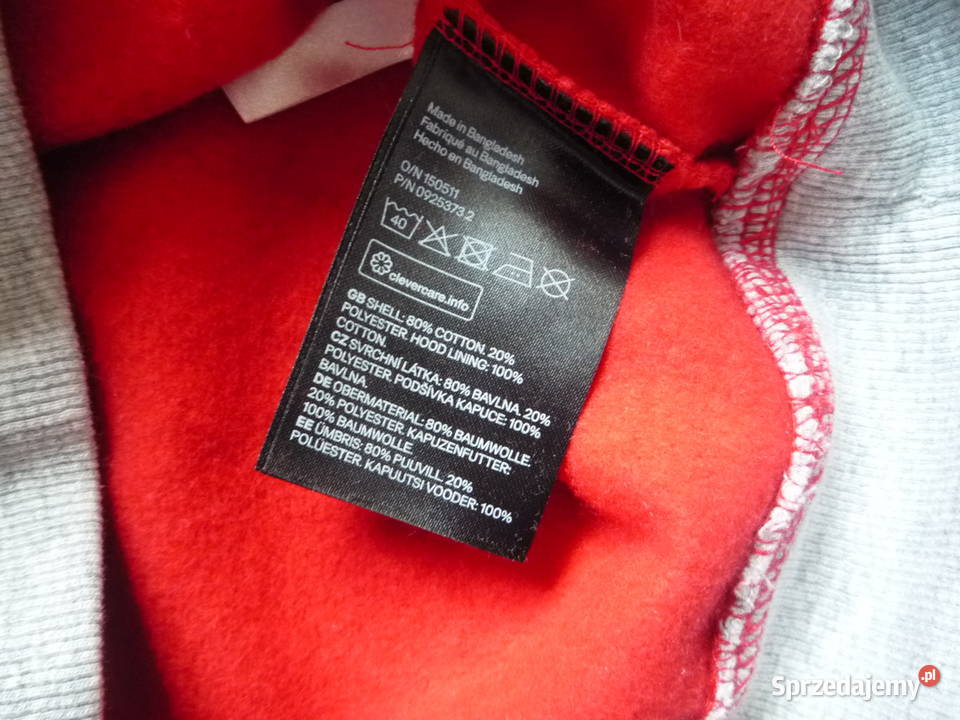 Made in Bangladesh
Fabriqué au Bangladesh
Hecho en Bangladesh
O/N 150511
P/N 0925373.2
40
clevercare.info
GB SHELL: 80% COTTON. 20%
POLYESTER. HOOD LINING: 100%
COTTON.
CZ SVRCHNÍ LÁTKA: 80% BAVLNA. 20%
POLYESTER. PODŠÍVKA KAPUCE: 100%
BAVLNA.
DE OBERMATERIAL: 80% BAUMWOLLE.
20% POLYESTER. KAPUZENFUTTER:
100% BAUMWOLLE.
EE ÜMBRIS: 80% PUUVILL. 20%
POLÜESTER. KAPUUTSI VOODER: 100%
Sprzedajemy.pl